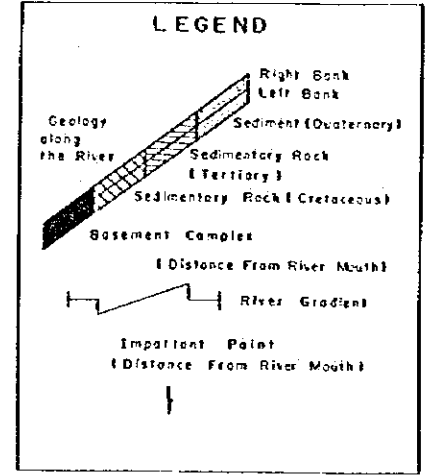 LEGEND
Right Bank
Left Bank
Geology
along
the River
Sediment (Quaternary)
Sedimentary Rock
(Tertiary)
Sedimentary Rock (Cretaceous)
Basement Complex
(Distance From River Mouth)
River Gradient
Impartant Point
(Distance From River Mouth)